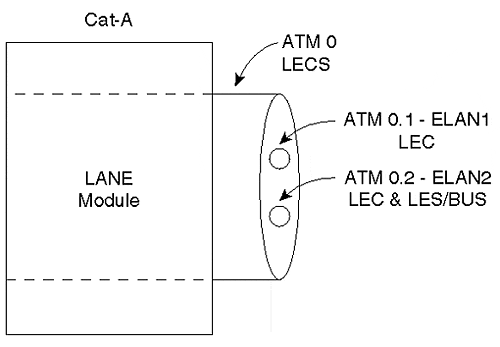 Cat-A
ATM 0
LECS
ATM 0.1 - ELAN1
LEC
LANE
Module
ATM 0.2 - ELAN2
LEC & LES/BUS